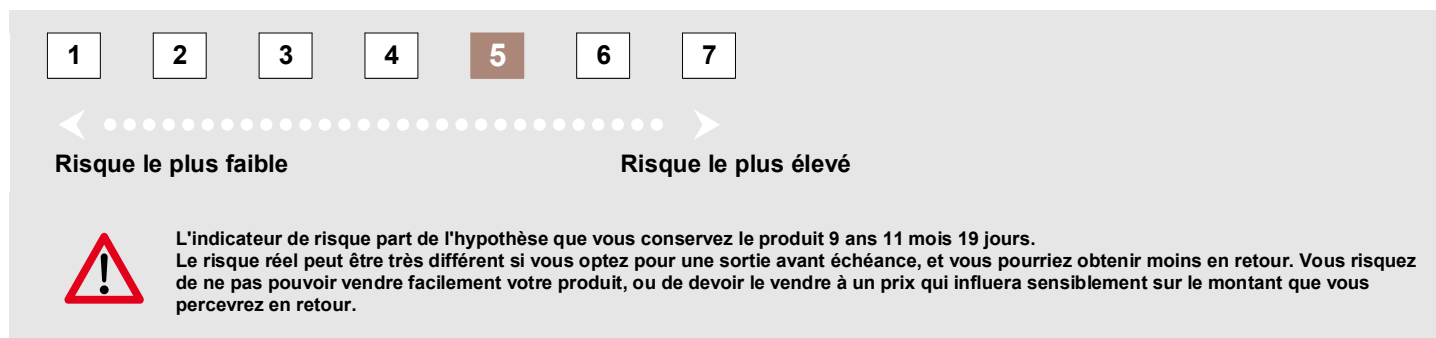 1 2 3 4 5 6 7
Risque le plus faible Risque le plus élevé
L'indicateur de risque part de l'hypothèse que vous conservez le produit 9 ans 11 mois 19 jours.
Le risque réel peut être très différent si vous optez pour une sortie avant échéance, et vous pourriez obtenir moins en retour. Vous risquez
de ne pas pouvoir vendre facilement votre produit, ou de devoir le vendre à un prix qui influera sensiblement sur le montant que vous
percevrez en retour.